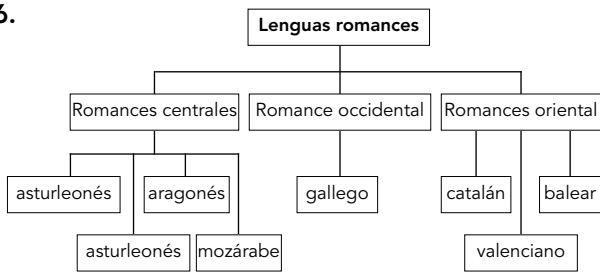 6.
Lenguas romances
Romances centrales
Romance occidental
Romances oriental
asturleonés
aragonés
gallego
catalán
balear
asturleonés
mozárabe
valenciano